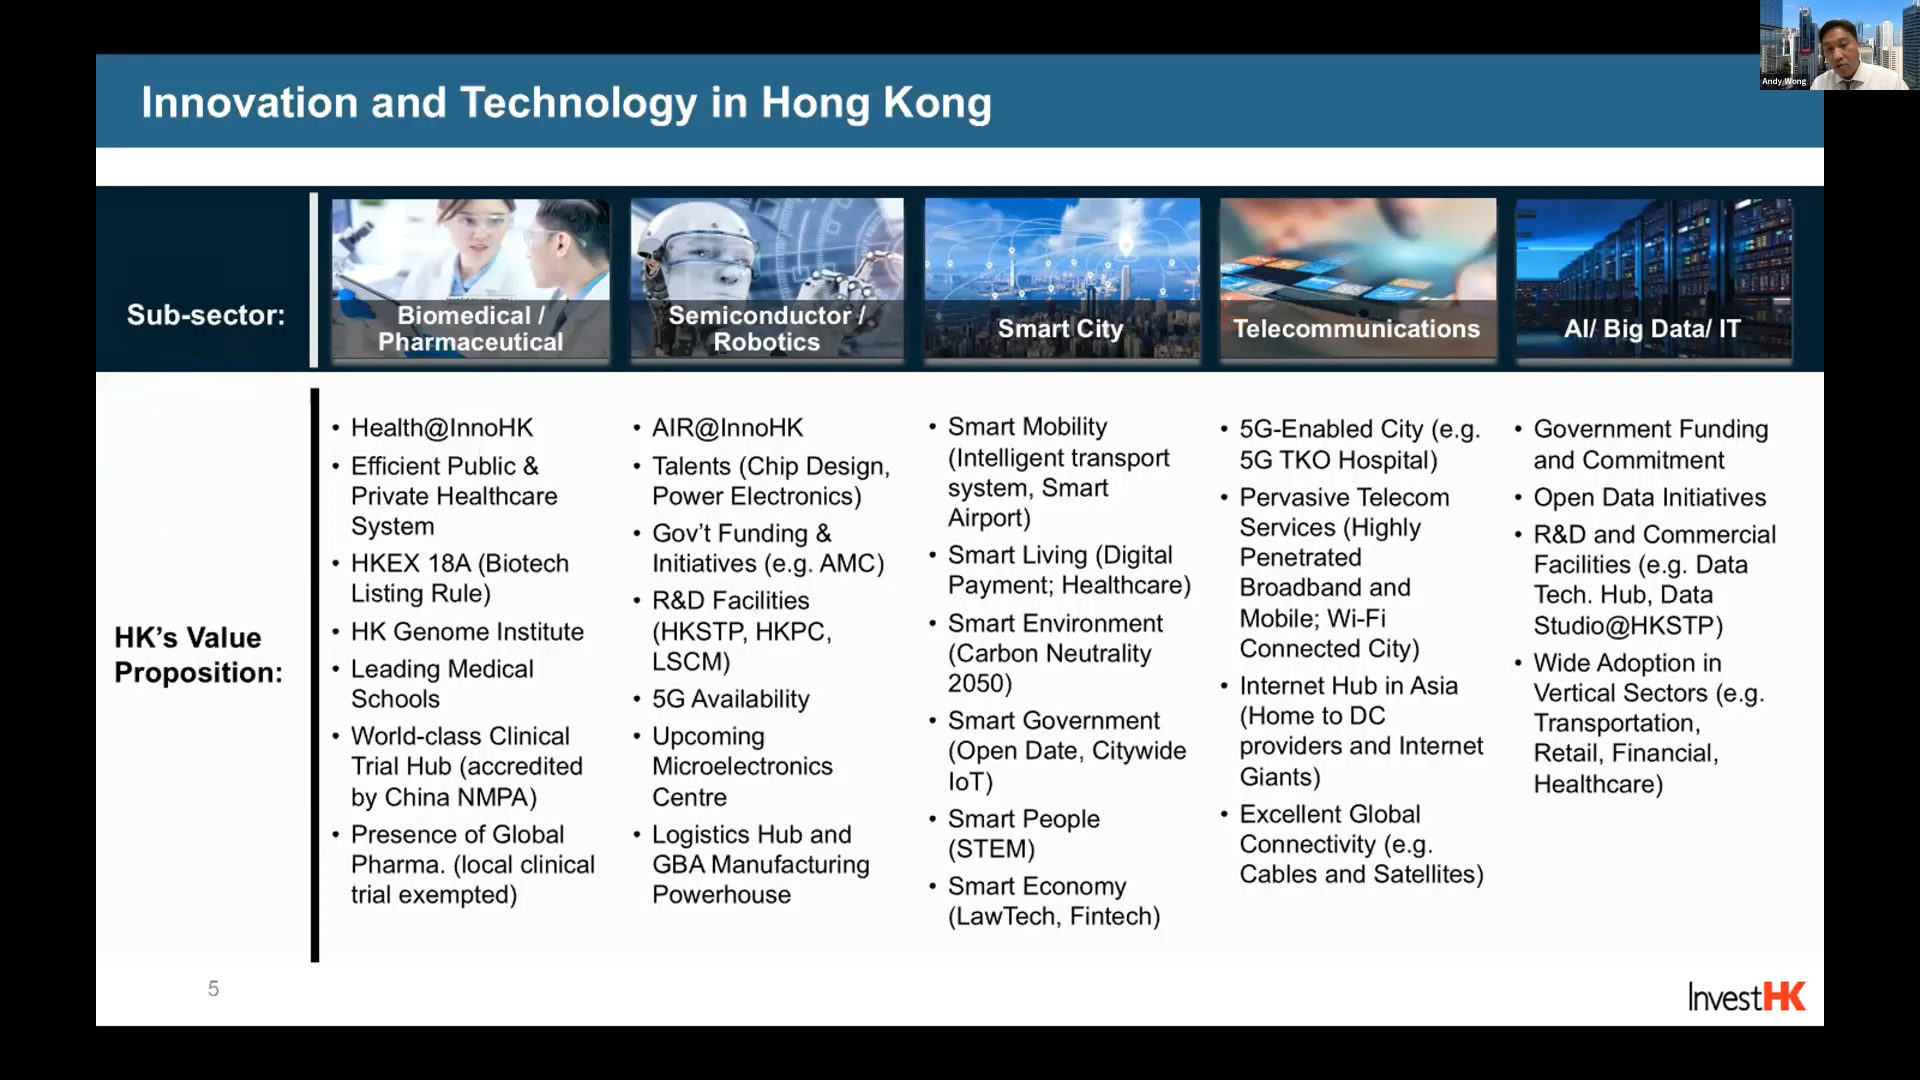 Andy Wong
Innovation and Technology in Hong Kong
Sub-sector:
Biomedical /
Pharmaceutical
Semiconductor /
Robotics
Smart City
Telecommunications
AI/ Big Data/ IT
HK's Value
Proposition:
• Health@InnoHK
• Efficient Public &
Private Healthcare
System
• HKEX 18A (Biotech
Listing Rule)
• HK Genome Institute
• Leading Medical
Schools
• World-class Clinical
Trial Hub (accredited
by China NMPA)
• Presence of Global
Pharma. (local clinical
trial exempted)
• AIR@InnoHK
• Talents (Chip Design,
Power Electronics)
• Gov't Funding &
Initiatives (e.g. AMC)
• R&D Facilities
(HKSTP, HKPC,
LSCM)
• 5G Availability
• Upcoming
Microelectronics
Centre
• Logistics Hub and
GBA Manufacturing
Powerhouse
• Smart Mobility
(Intelligent transport
system, Smart
Airport)
• Smart Living (Digital
Payment; Healthcare)
• Smart Environment
(Carbon Neutrality
2050)
• Smart Government
(Open Date, Citywide
IoT)
• Smart People
(STEM)
• Smart Economy
(LawTech, Fintech)
• 5G-Enabled City (e.g.
5G TKO Hospital)
• Pervasive Telecom
Services (Highly
Penetrated
Broadband and
Mobile; Wi-Fi
Connected City)
• Internet Hub in Asia
(Home to DC
providers and Internet
Giants)
• Excellent Global
Connectivity (e.g.
Cables and Satellites)
• Government Funding
and Commitment
• Open Data Initiatives
• R&D and Commercial
Facilities (e.g. Data
Tech. Hub, Data
Studio@HKSTP)
• Wide Adoption in
Vertical Sectors (e.g.
Transportation,
Retail, Financial,
Healthcare)
5
InvestHK